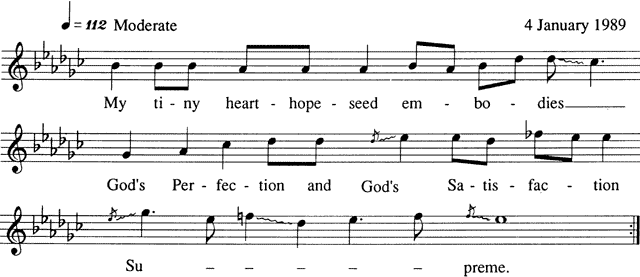 ♩ = 112 Moderate 4 January 1989
My ti - ny heart - hope - seed em - bo - dies
God's Per - fec - tion and God's Sa - tis - fac - tion
Su - - - - - preme.